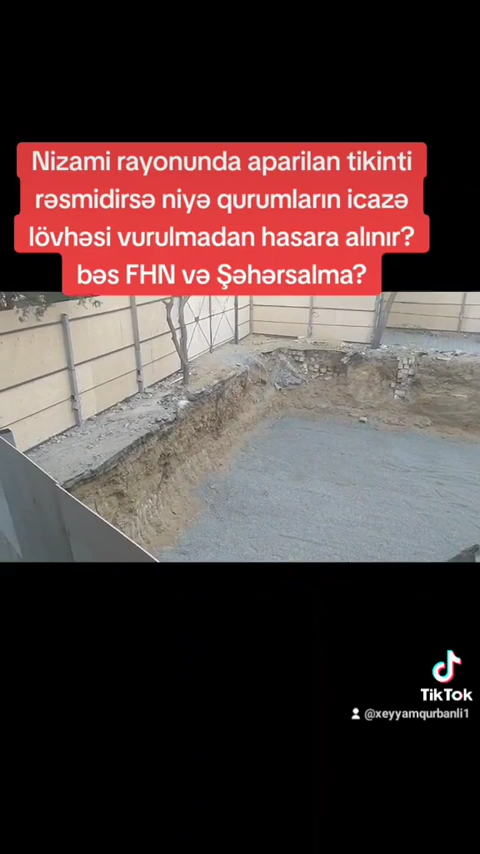 Nizami rayonunda aparilan tikinti
rəsmidirsə niyə qurumların icazə
lövhəsi vurulmadan hasara alınır?
bəs FHN və Şəhərsalma?
TikTok
@xeyyamqurbanli1